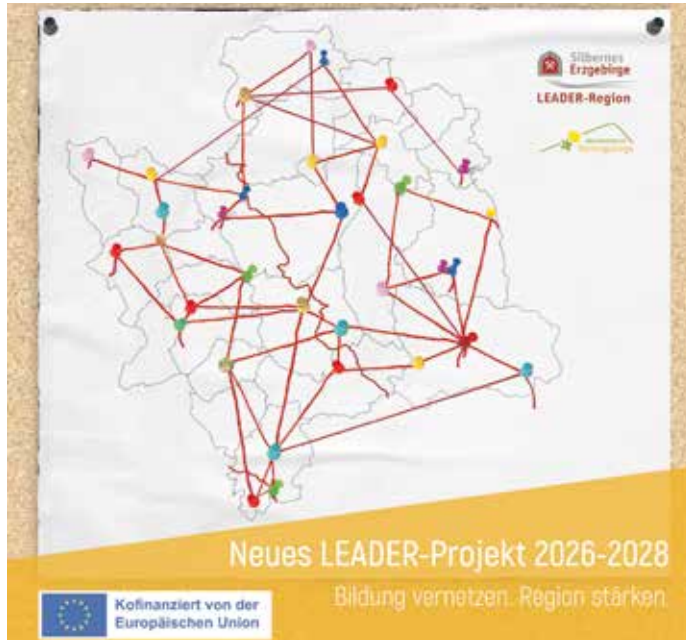 Silbernes
Erzgebirge
LEADER-Region
Neues LEADER-Projekt 2026-2028
Bildung vernetzen. Region stärken.
Kofinanziert von der
Europäischen Union